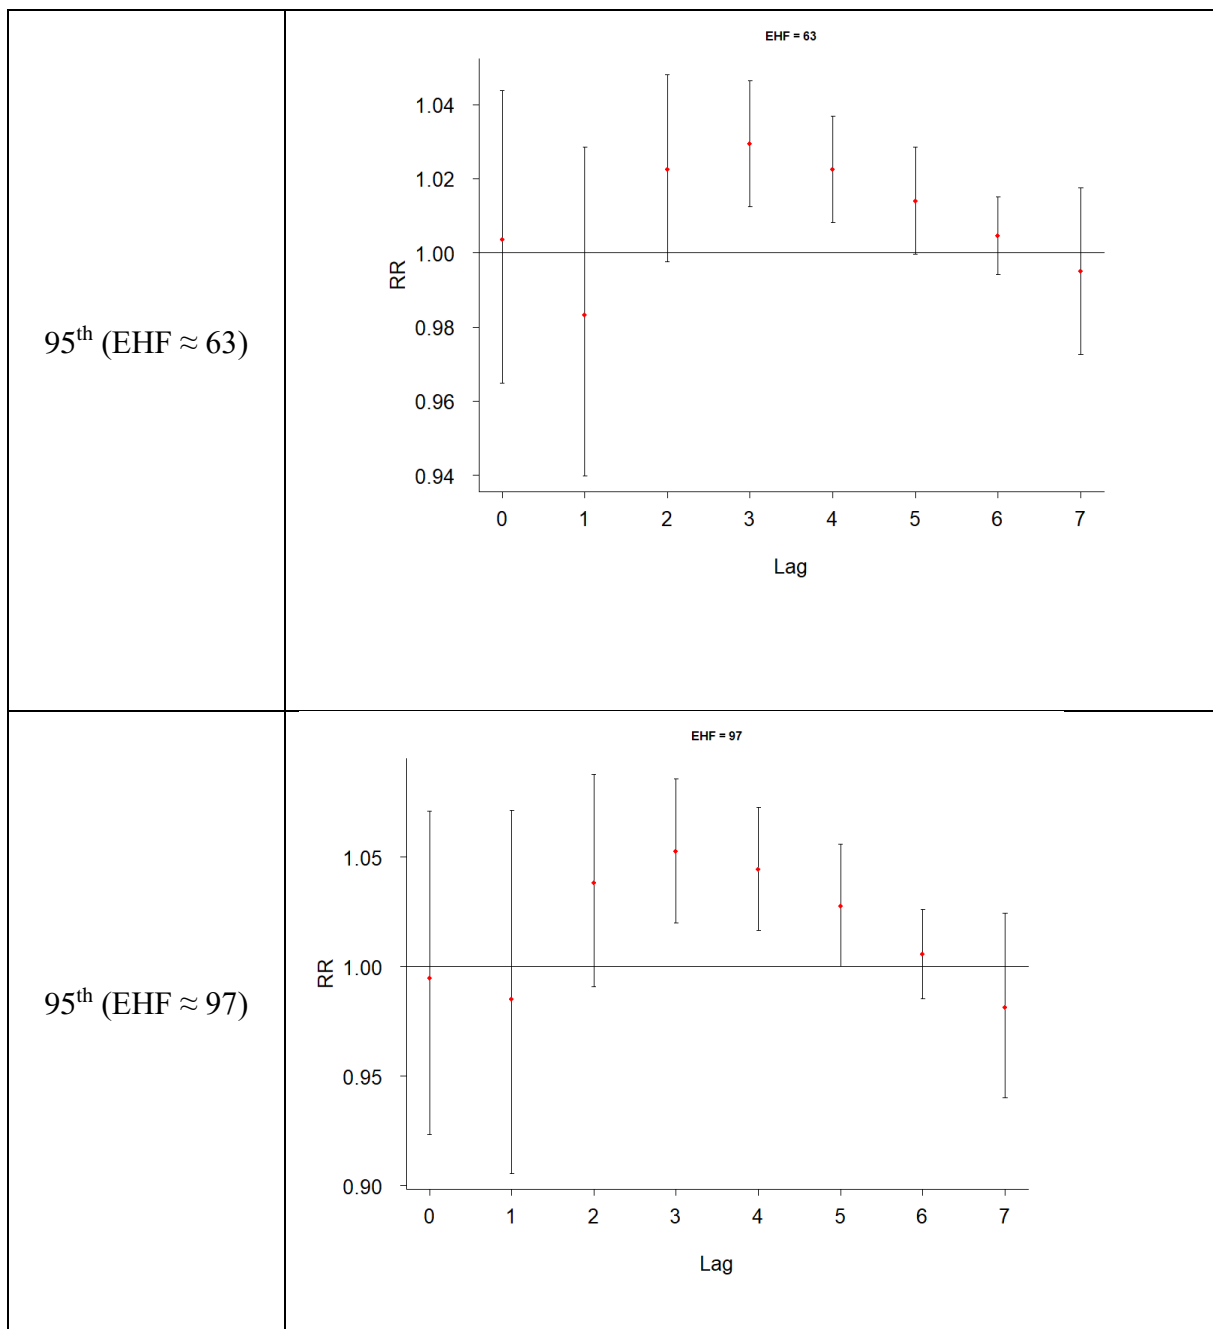 95th (EHF ≈ 63)
EHF = 63
1.04
1.02
1.00
0.98
0.96
0.94
RR
0 1 2 3 4 5 6 7
Lag
95th (EHF ≈ 97)
EHF = 97
1.05
1.00
0.95
0.90
RR
0 1 2 3 4 5 6 7
Lag